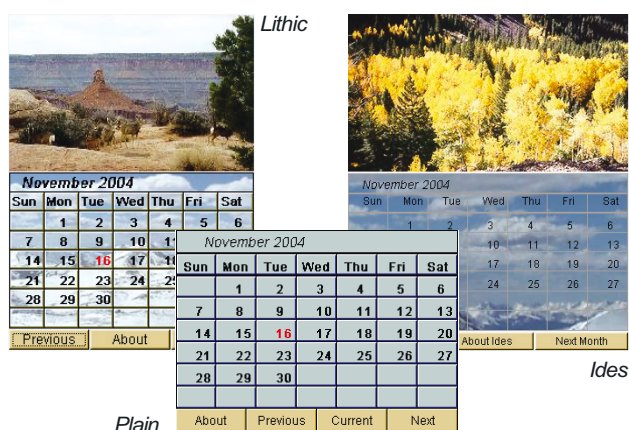 Lithic
November 2004
Sun Mon Tue Wed Thu Fri Sat
1 2 3 4 5 6
7 8 9 10
14 15 16 17
21 22 23 24
28 29 30
Previous About
November 2004
Sun Mon Tue Wed Thu Fri Sat
1 2 3 4 5 6
10 11 12 13
17 18 19 20
24 25 26 27
About Ides Next Month
Ides
November 2004
Sun Mon Tue Wed Thu Fri Sat
1 2 3 4 5 6
7 8 9 10 11 12 13
14 15 16 17 18 19 20
21 22 23 24 25 26 27
28 29 30
About Previous Current Next
Plain